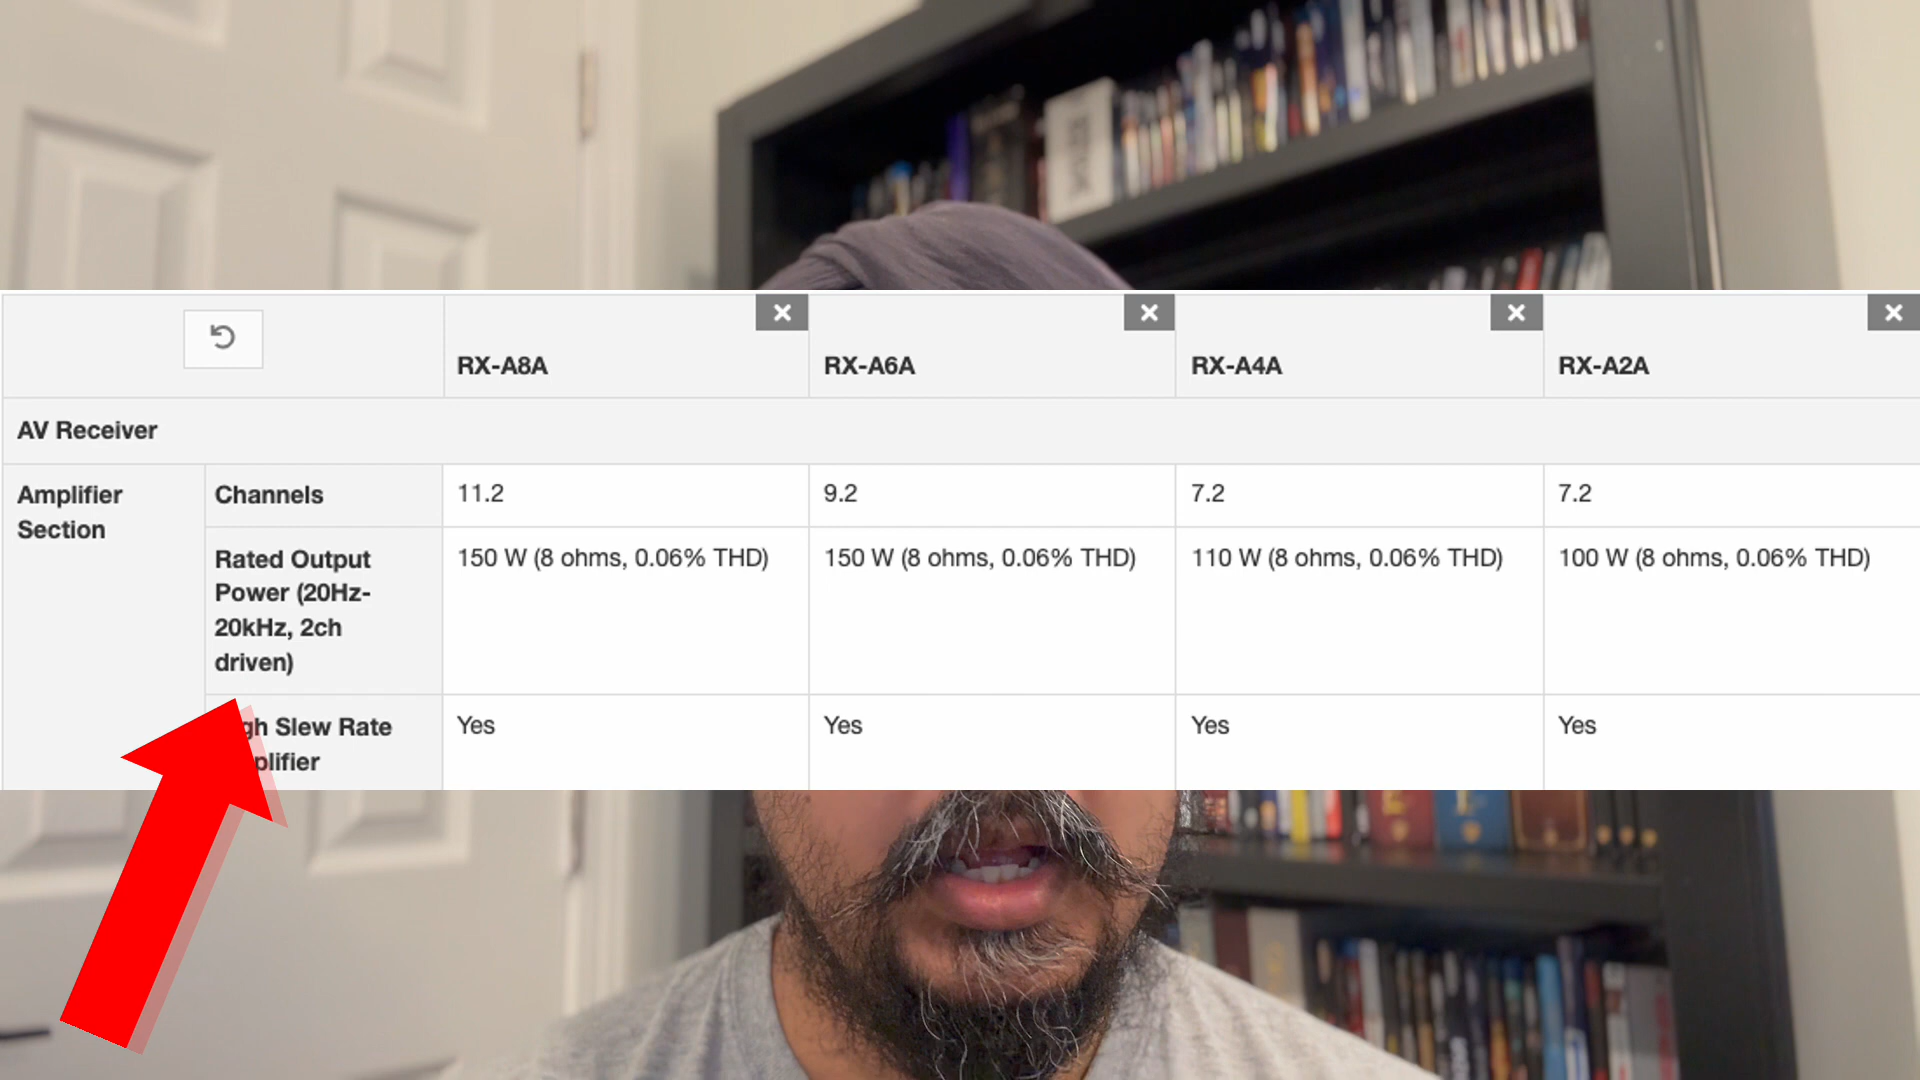 RX-A8A
RX-A6A
RX-A4A
RX-A2A
AV Receiver
Amplifier
Section
Channels
11.2
9.2
7.2
7.2
Rated Output
Power (20Hz-
20kHz, 2ch
driven)
150 W (8 ohms, 0.06% THD)
150 W (8 ohms, 0.06% THD)
110 W (8 ohms, 0.06% THD)
100 W (8 ohms, 0.06% THD)
Slew Rate
Yes
Yes
Yes
Yes